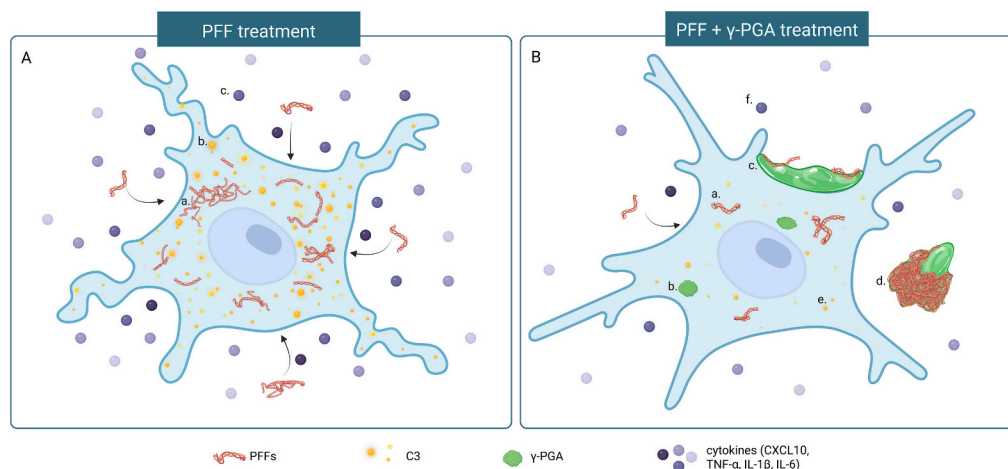 PFF treatment
PFF + γ-PGA treatment
A
c.
b.
a.
B
f.
c.
a.
b.
d.
e.
PFFs
C3
γ-PGA
cytokines (CXCL10,
TNF-α, IL-1β, IL-6)